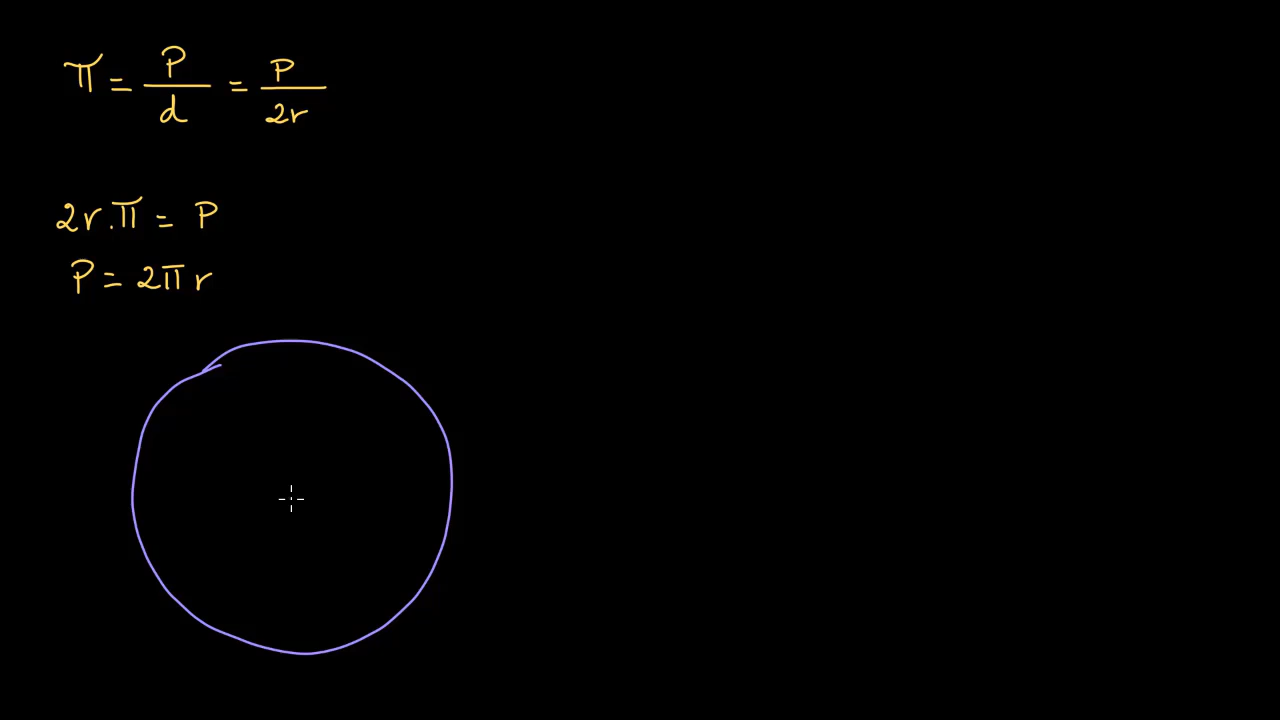 π = P/d = P/2r
2r.π = P
P = 2πr